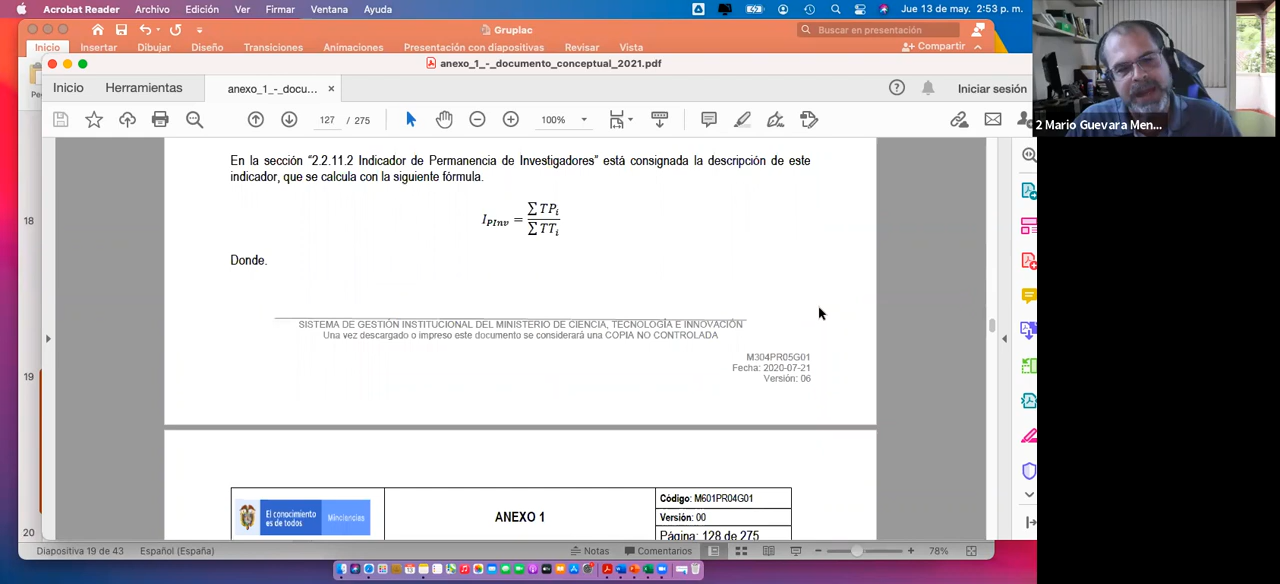 Acrobat Reader Archivo Edición Ver Firmar Ventana Ayuda
Jue 13 de may. 2:53 p. m.
Gruplac
Buscar en presentación
Inicio Insertar Dibujar Diseño Transiciones Animaciones Presentación con diapositivas Revisar Vista
Compartir
anexo_1_-_documento_conceptual_2021.pdf
Inicio Herramientas anexo_1_-_docu... ×
Iniciar sesión
127 / 275
100%
2 Mario Guevara Men...
En la sección “2.2.11.2 Indicador de Permanencia de Investigadores” está consignada la descripción de este
indicador, que se calcula con la siguiente fórmula.
I_PInv = ∑ TP_i / ∑ TT_i
Donde.
SISTEMA DE GESTIÓN INSTITUCIONAL DEL MINISTERIO DE CIENCIA, TECNOLOGÍA E INNOVACIÓN
Una vez descargado o impreso este documento se considerará una COPIA NO CONTROLADA
M304PR05G01
Fecha: 2020-07-21
Versión: 06
18
19
20
El conocimiento
es de todos
Minciencias
ANEXO 1
Código: M601PR04G01
Versión: 00
Página: 128 de 275
Diapositiva 19 de 43 Español (España)
Notas Comentarios
78%